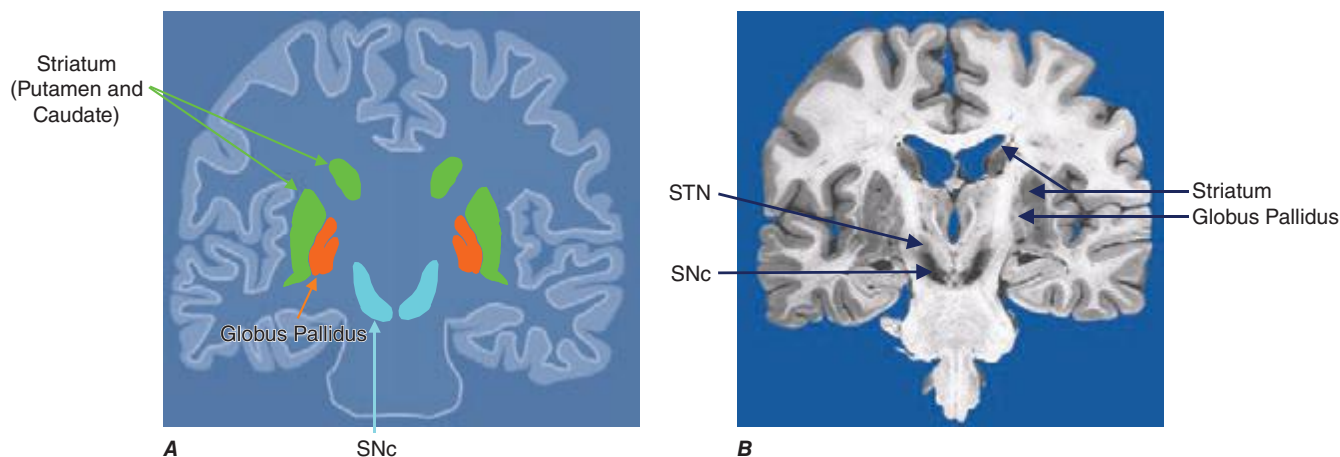 Striatum
(Putamen and
Caudate)
Globus Pallidus
A
SNc
STN
SNc
Striatum
Globus Pallidus
B